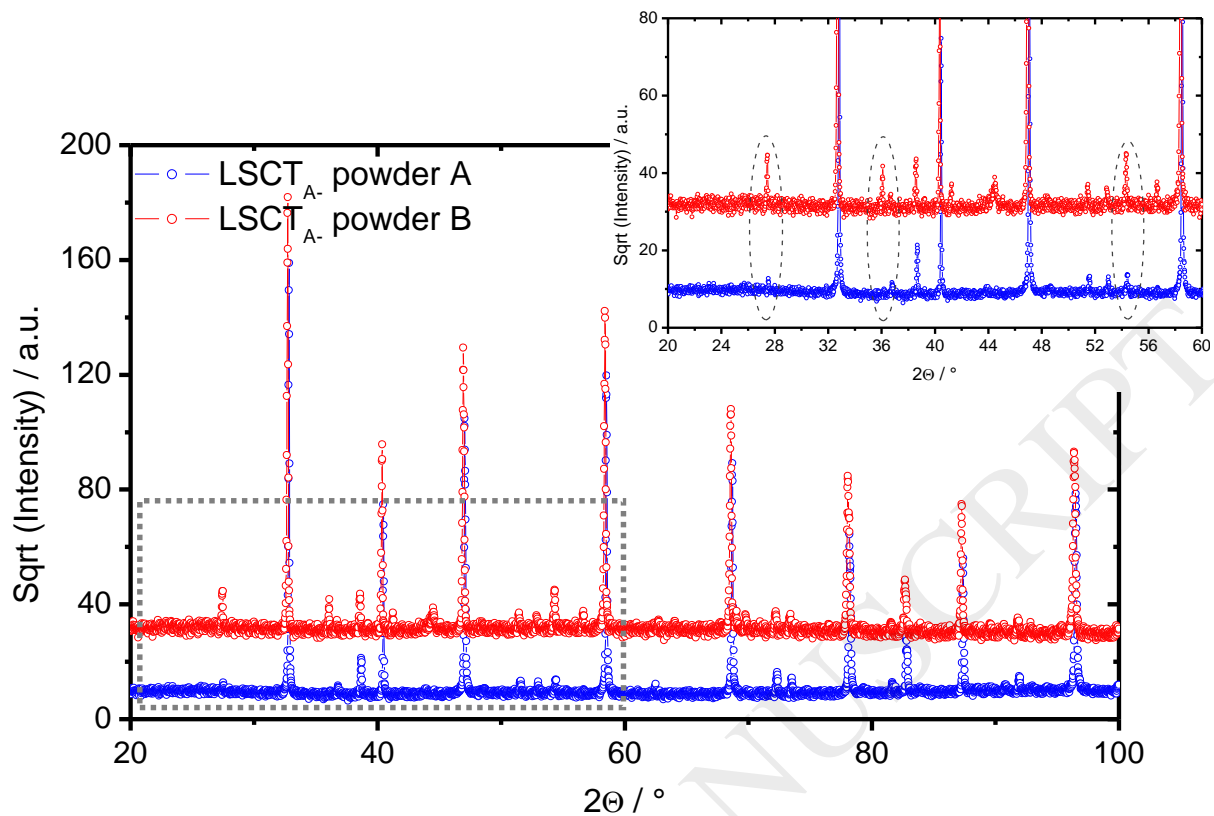 80
60
40
20
0
Sqrt (Intensity) / a.u.
20 24 28 32 36 40 44 48 52 56 60
2Θ / °
200
160
120
80
40
0
Sqrt (Intensity) / a.u.
LSCT_A- powder A
LSCT_A- powder B
20 40 60 80 100
2Θ / °
NUSCRIPT